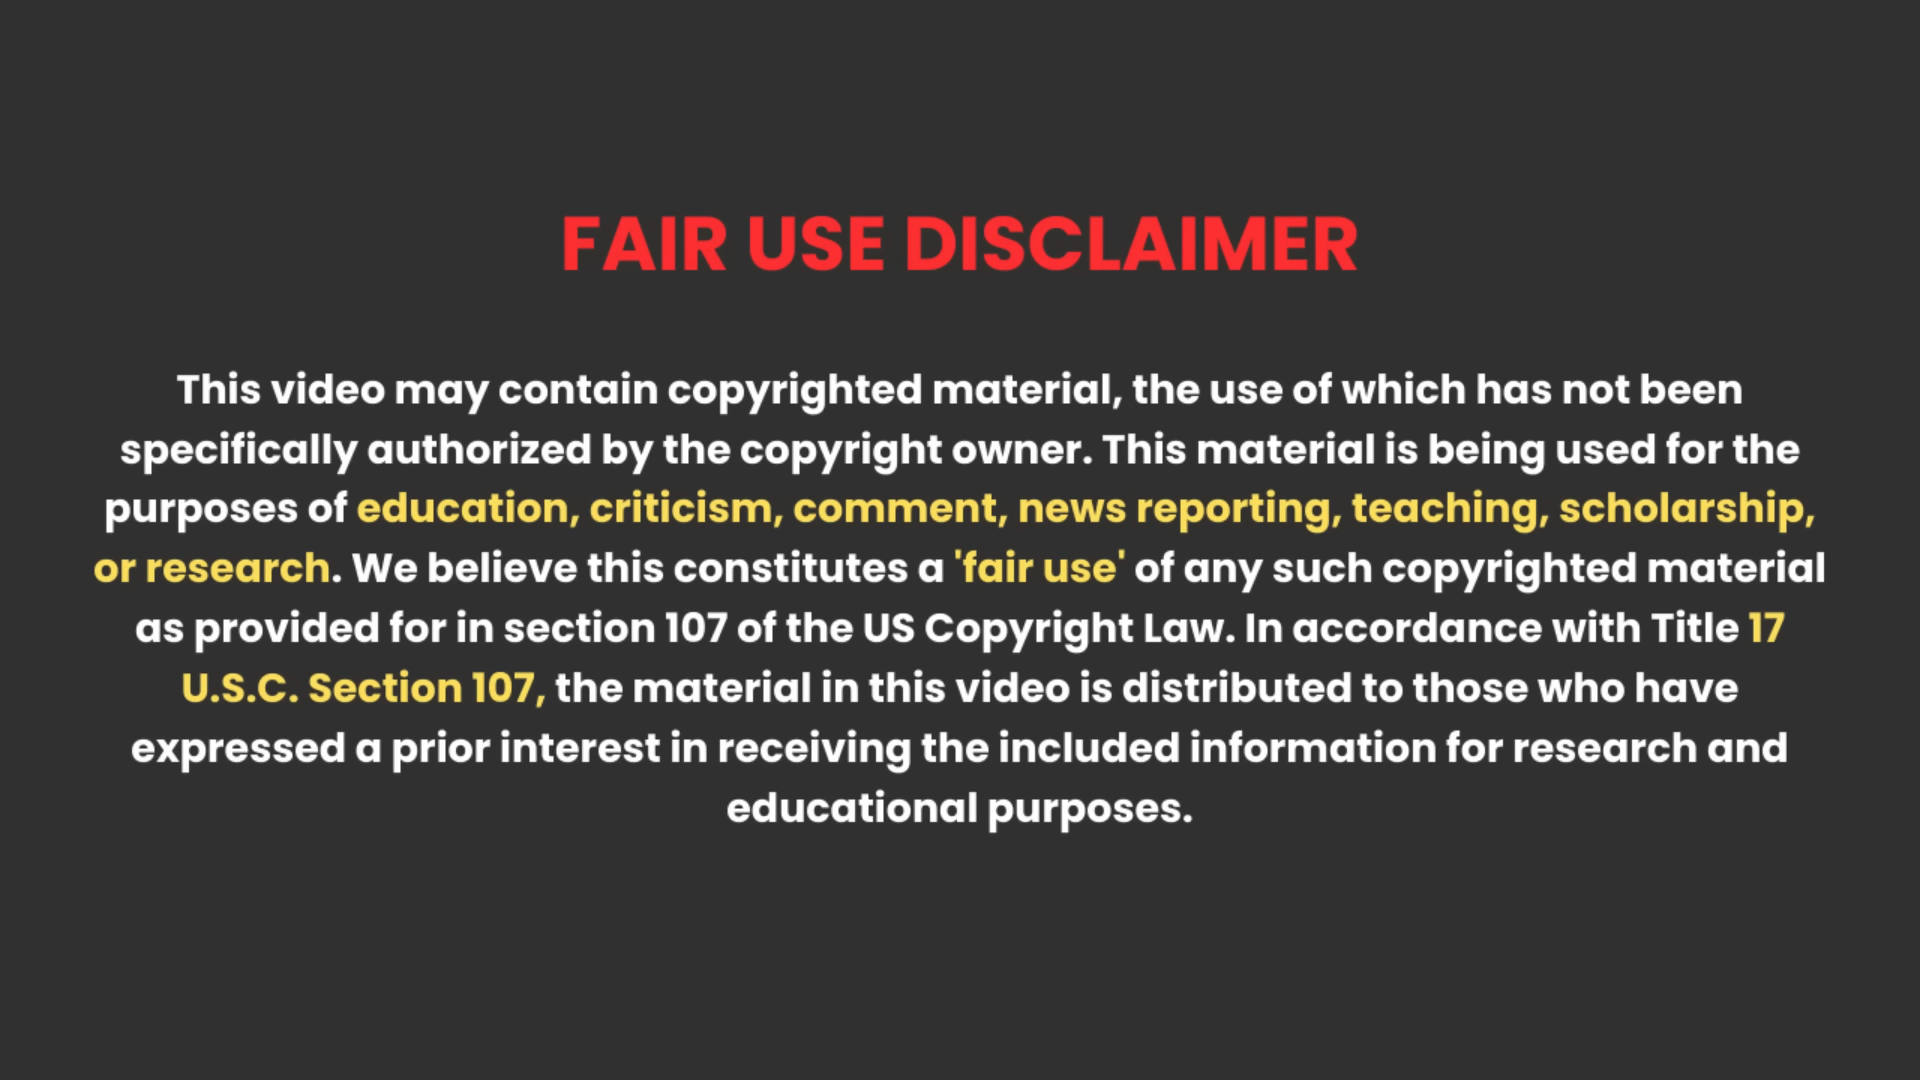 FAIR USE DISCLAIMER
This video may contain copyrighted material, the use of which has not been
specifically authorized by the copyright owner. This material is being used for the
purposes of education, criticism, comment, news reporting, teaching, scholarship,
or research. We believe this constitutes a 'fair use' of any such copyrighted material
as provided for in section 107 of the US Copyright Law. In accordance with Title 17
U.S.C. Section 107, the material in this video is distributed to those who have
expressed a prior interest in receiving the included information for research and
educational purposes.